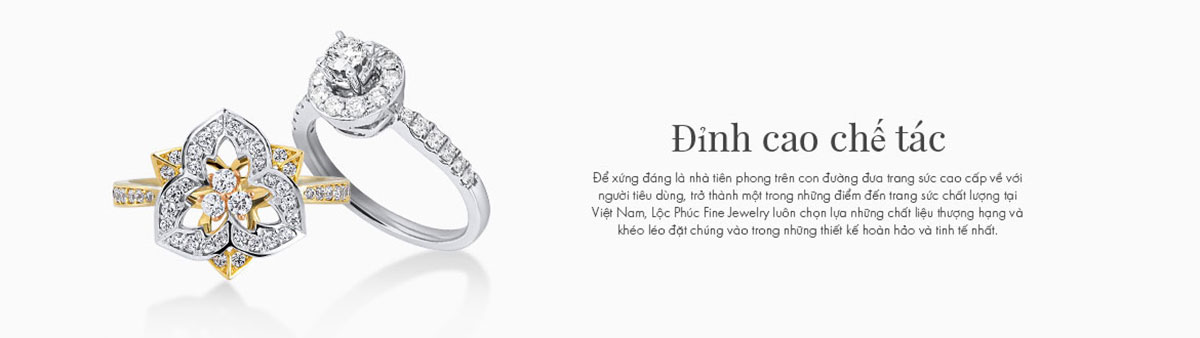 Đỉnh cao chế tác
Để xứng đáng là nhà tiên phong trên con đường đưa trang sức cao cấp về với
người tiêu dùng, trở thành một trong những điểm đến trang sức chất lượng tại
Việt Nam, Lộc Phúc Fine Jewelry luôn chọn lựa những chất liệu thượng hạng và
khéo léo đặt chúng vào trong những thiết kế hoàn hảo và tinh tế nhất.